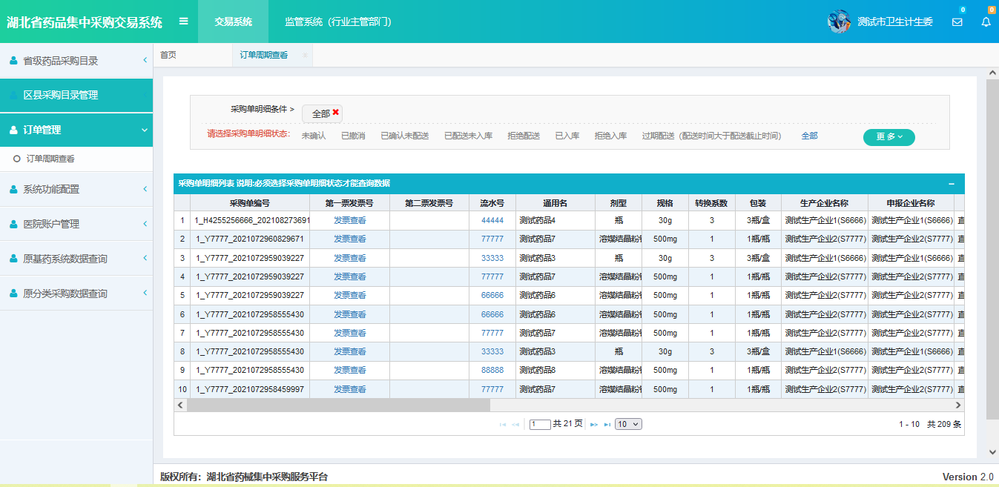 湖北省药品集中采购交易系统 交易系统 监管系统（行业主管部门） 测试市卫生计生委 0 0
省级药品采购目录
区县采购目录管理
订单管理
订单周期查看
系统功能配置
医院账户管理
原基药系统数据查询
原分类采购数据查询
首页 订单周期查看
采购单明细条件 > 全部
请选择采购单明细状态: 未确认 已撤消 已确认未配送 已配送未入库 拒绝配送 已入库 拒绝入库 过期配送（配送时间大于配送截止时间） 全部 更多
采购单明细列表 说明:必须选择采购单明细状态才能查询数据
采购单编号 第一票发票号 第二票发票号 流水号 通用名 剂型 规格 转换系数 包装 生产企业名称 申报企业名称
1 1_H4255256666_202108273691 发票查看 44444 测试药品4 瓶 30g 3 3瓶/盒 测试生产企业1(S6666) 测试生产企业1(S6666) 直
2 1_Y7777_2021072960829671 发票查看 77777 测试药品7 溶媒结晶粉针 500mg 1 1瓶/瓶 测试生产企业2(S7777) 测试生产企业2(S7777) 直
3 1_Y7777_2021072959039227 发票查看 33333 测试药品3 瓶 30g 3 3瓶/盒 测试生产企业1(S6666) 测试生产企业1(S6666) 直
4 1_Y7777_2021072959039227 发票查看 77777 测试药品7 溶媒结晶粉针 500mg 1 1瓶/瓶 测试生产企业2(S7777) 测试生产企业2(S7777) 直
5 1_Y7777_2021072959039227 发票查看 66666 测试药品6 溶媒结晶粉针 500mg 1 1瓶/瓶 测试生产企业2(S7777) 测试生产企业2(S7777) 直
6 1_Y7777_2021072958555430 发票查看 66666 测试药品6 溶媒结晶粉针 500mg 1 1瓶/瓶 测试生产企业2(S7777) 测试生产企业2(S7777) 直
7 1_Y7777_2021072958555430 发票查看 77777 测试药品7 溶媒结晶粉针 500mg 1 1瓶/瓶 测试生产企业2(S7777) 测试生产企业2(S7777) 直
8 1_Y7777_2021072958555430 发票查看 33333 测试药品3 瓶 30g 3 3瓶/盒 测试生产企业1(S6666) 测试生产企业1(S6666) 直
9 1_Y7777_2021072958555430 发票查看 88888 测试药品8 溶媒结晶粉针 500mg 1 1瓶/瓶 测试生产企业2(S7777) 测试生产企业2(S7777) 直
10 1_Y7777_2021072958459997 发票查看 77777 测试药品7 溶媒结晶粉针 500mg 1 1瓶/瓶 测试生产企业2(S7777) 测试生产企业2(S7777) 直
1 共 21 页 10 1 - 10 共 209 条
版权所有：湖北省药械集中采购服务平台 Version 2.0